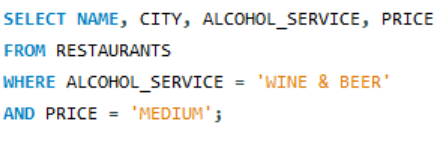 SELECT NAME, CITY, ALCOHOL_SERVICE, PRICE
FROM RESTAURANTS
WHERE ALCOHOL_SERVICE = 'WINE & BEER'
AND PRICE = 'MEDIUM';